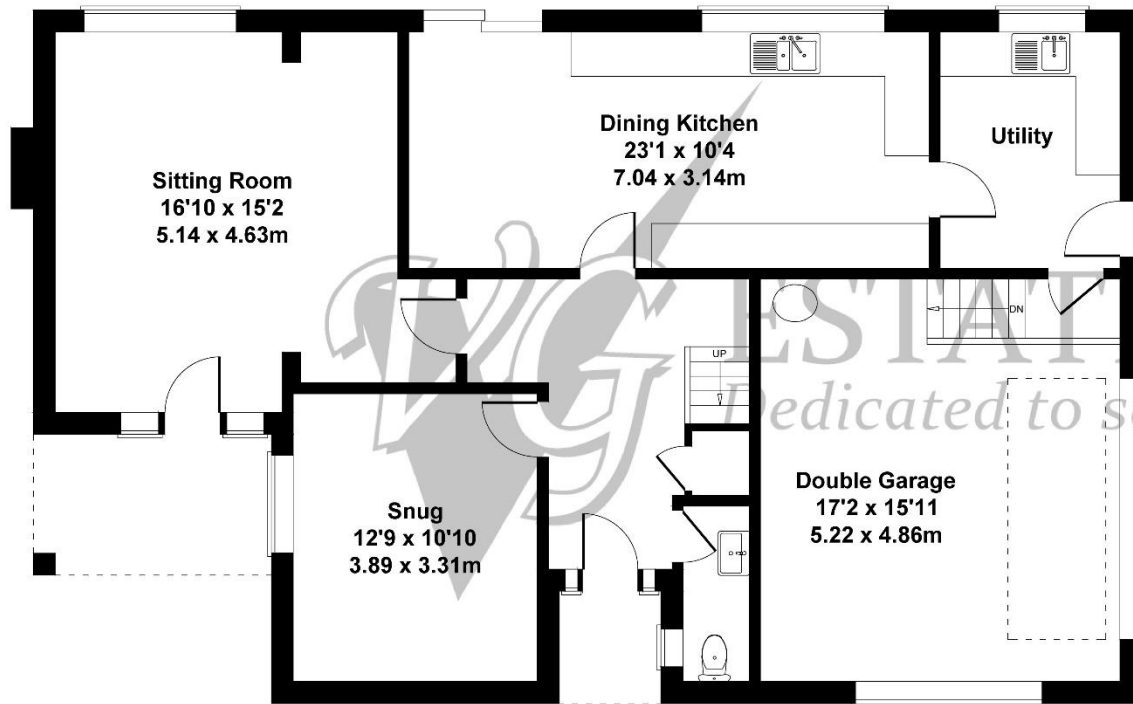 Sitting Room
16'10 x 15'2
5.14 x 4.63m
Dining Kitchen
23'1 x 10'4
7.04 x 3.14m
Utility
DN
UP
Snug
12'9 x 10'10
3.89 x 3.31m
Double Garage
17'2 x 15'11
5.22 x 4.86m
VG
Dedicated to